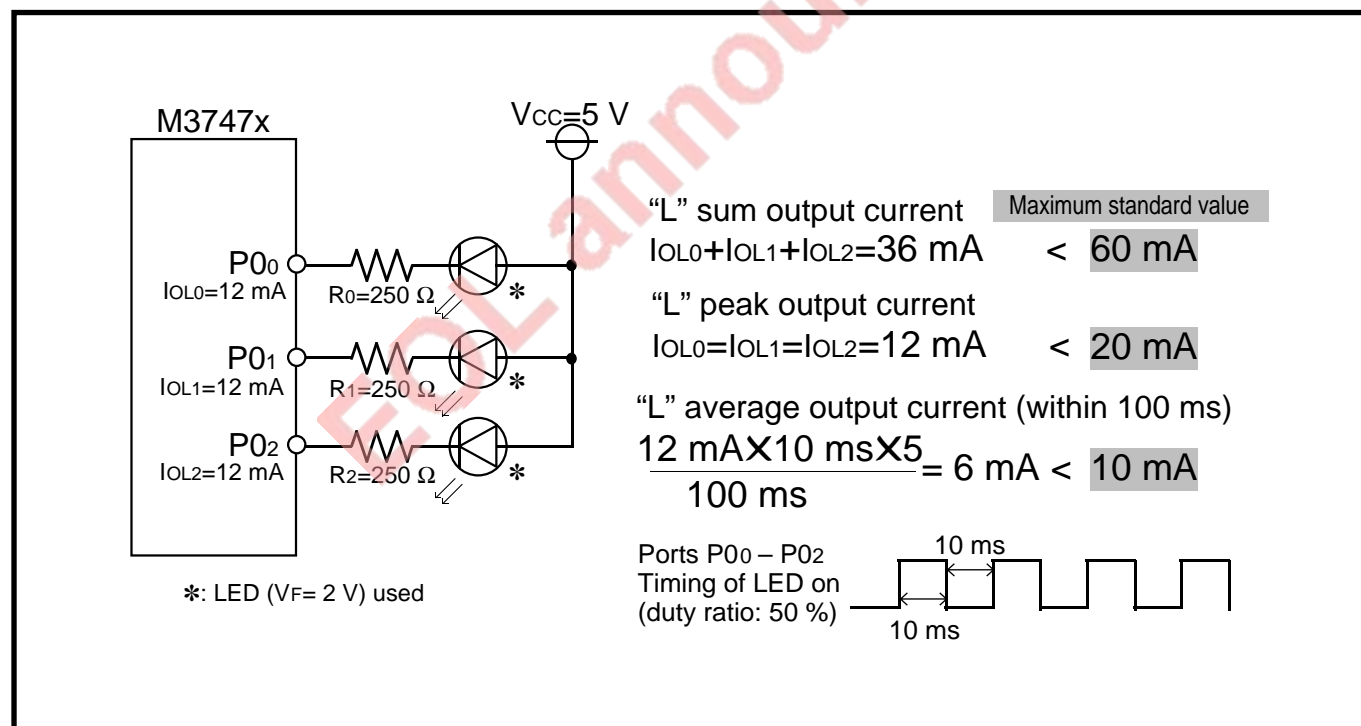 EOL annou
M3747x
VCC=5 V
P00
IOL0=12 mA
R0=250 Ω
✻
P01
IOL1=12 mA
R1=250 Ω
✻
P02
IOL2=12 mA
R2=250 Ω
✻
✻: LED (VF= 2 V) used
“L” sum output current
Maximum standard value
IOL0+IOL1+IOL2=36 mA < 60 mA
“L” peak output current
IOL0=IOL1=IOL2=12 mA < 20 mA
“L” average output current (within 100 ms)
12 mA✕10 ms✕5
100 ms
= 6 mA < 10 mA
Ports P00 – P02
Timing of LED on
(duty ratio: 50 %)
10 ms
10 ms